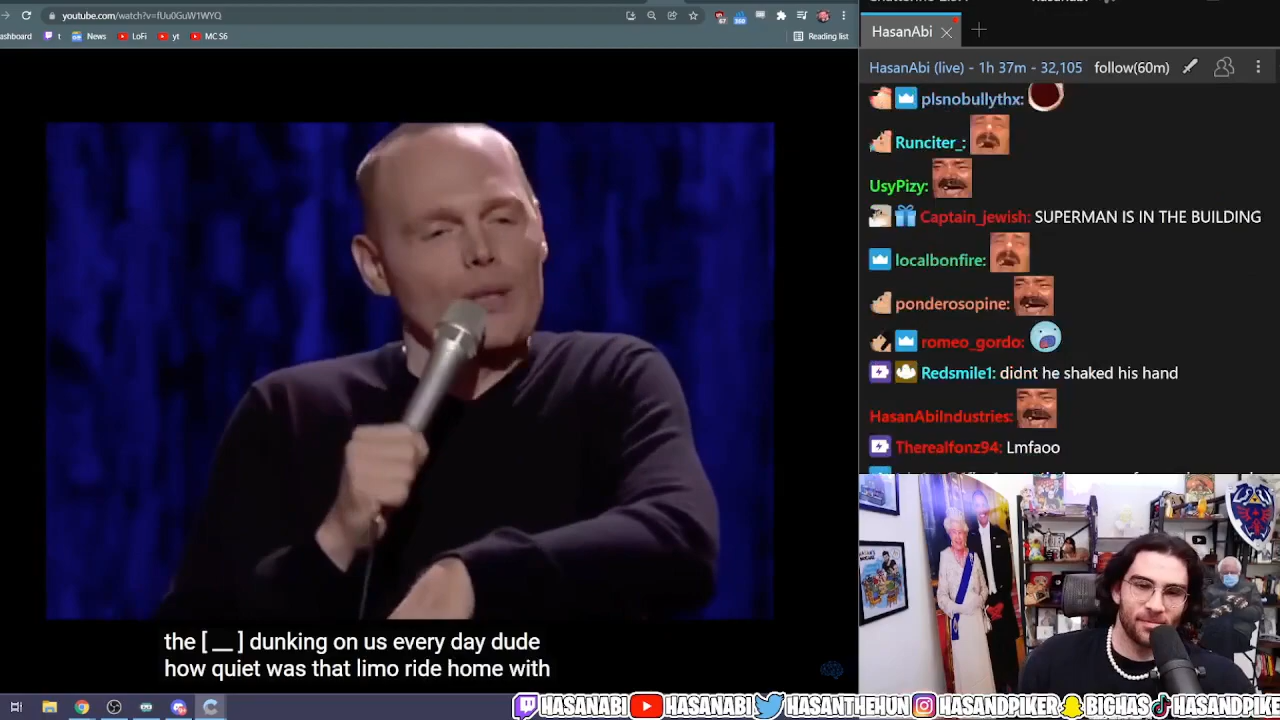 youtube.com/watch?v=fUu0GuW1WYQ
ashboard
t
News
LoFi
yt
MC S6
Reading list
HasanAbi
HasanAbi (live) - 1h 37m - 32,105
follow(60m)
plsnobullythx:
Runciter_:
UsyPizy:
Captain_jewish: SUPERMAN IS IN THE BUILDING
localbonfire:
ponderosopine:
romeo_gordo:
Redsmile1: didnt he shaked his hand
HasanAbiIndustries:
Therealfonz94: Lmfaoo
the [ __ ] dunking on us every day dude
how quiet was that limo ride home with
HASANABI
HASANABI
HASANTHEHUN
HASANDPIKER
BIGHAS
HASANDPIKE